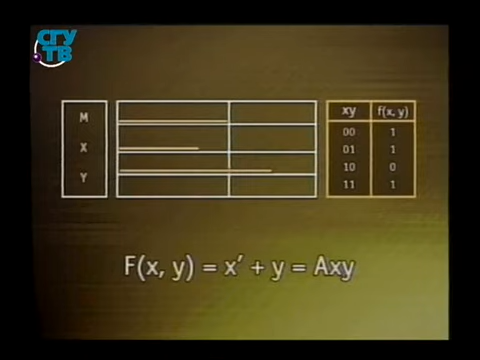 СГУ
ТВ
M
X
Y
xy f(x, y)
00 1
01 1
10 0
11 1
F(x, y) = x′ + y = Axy